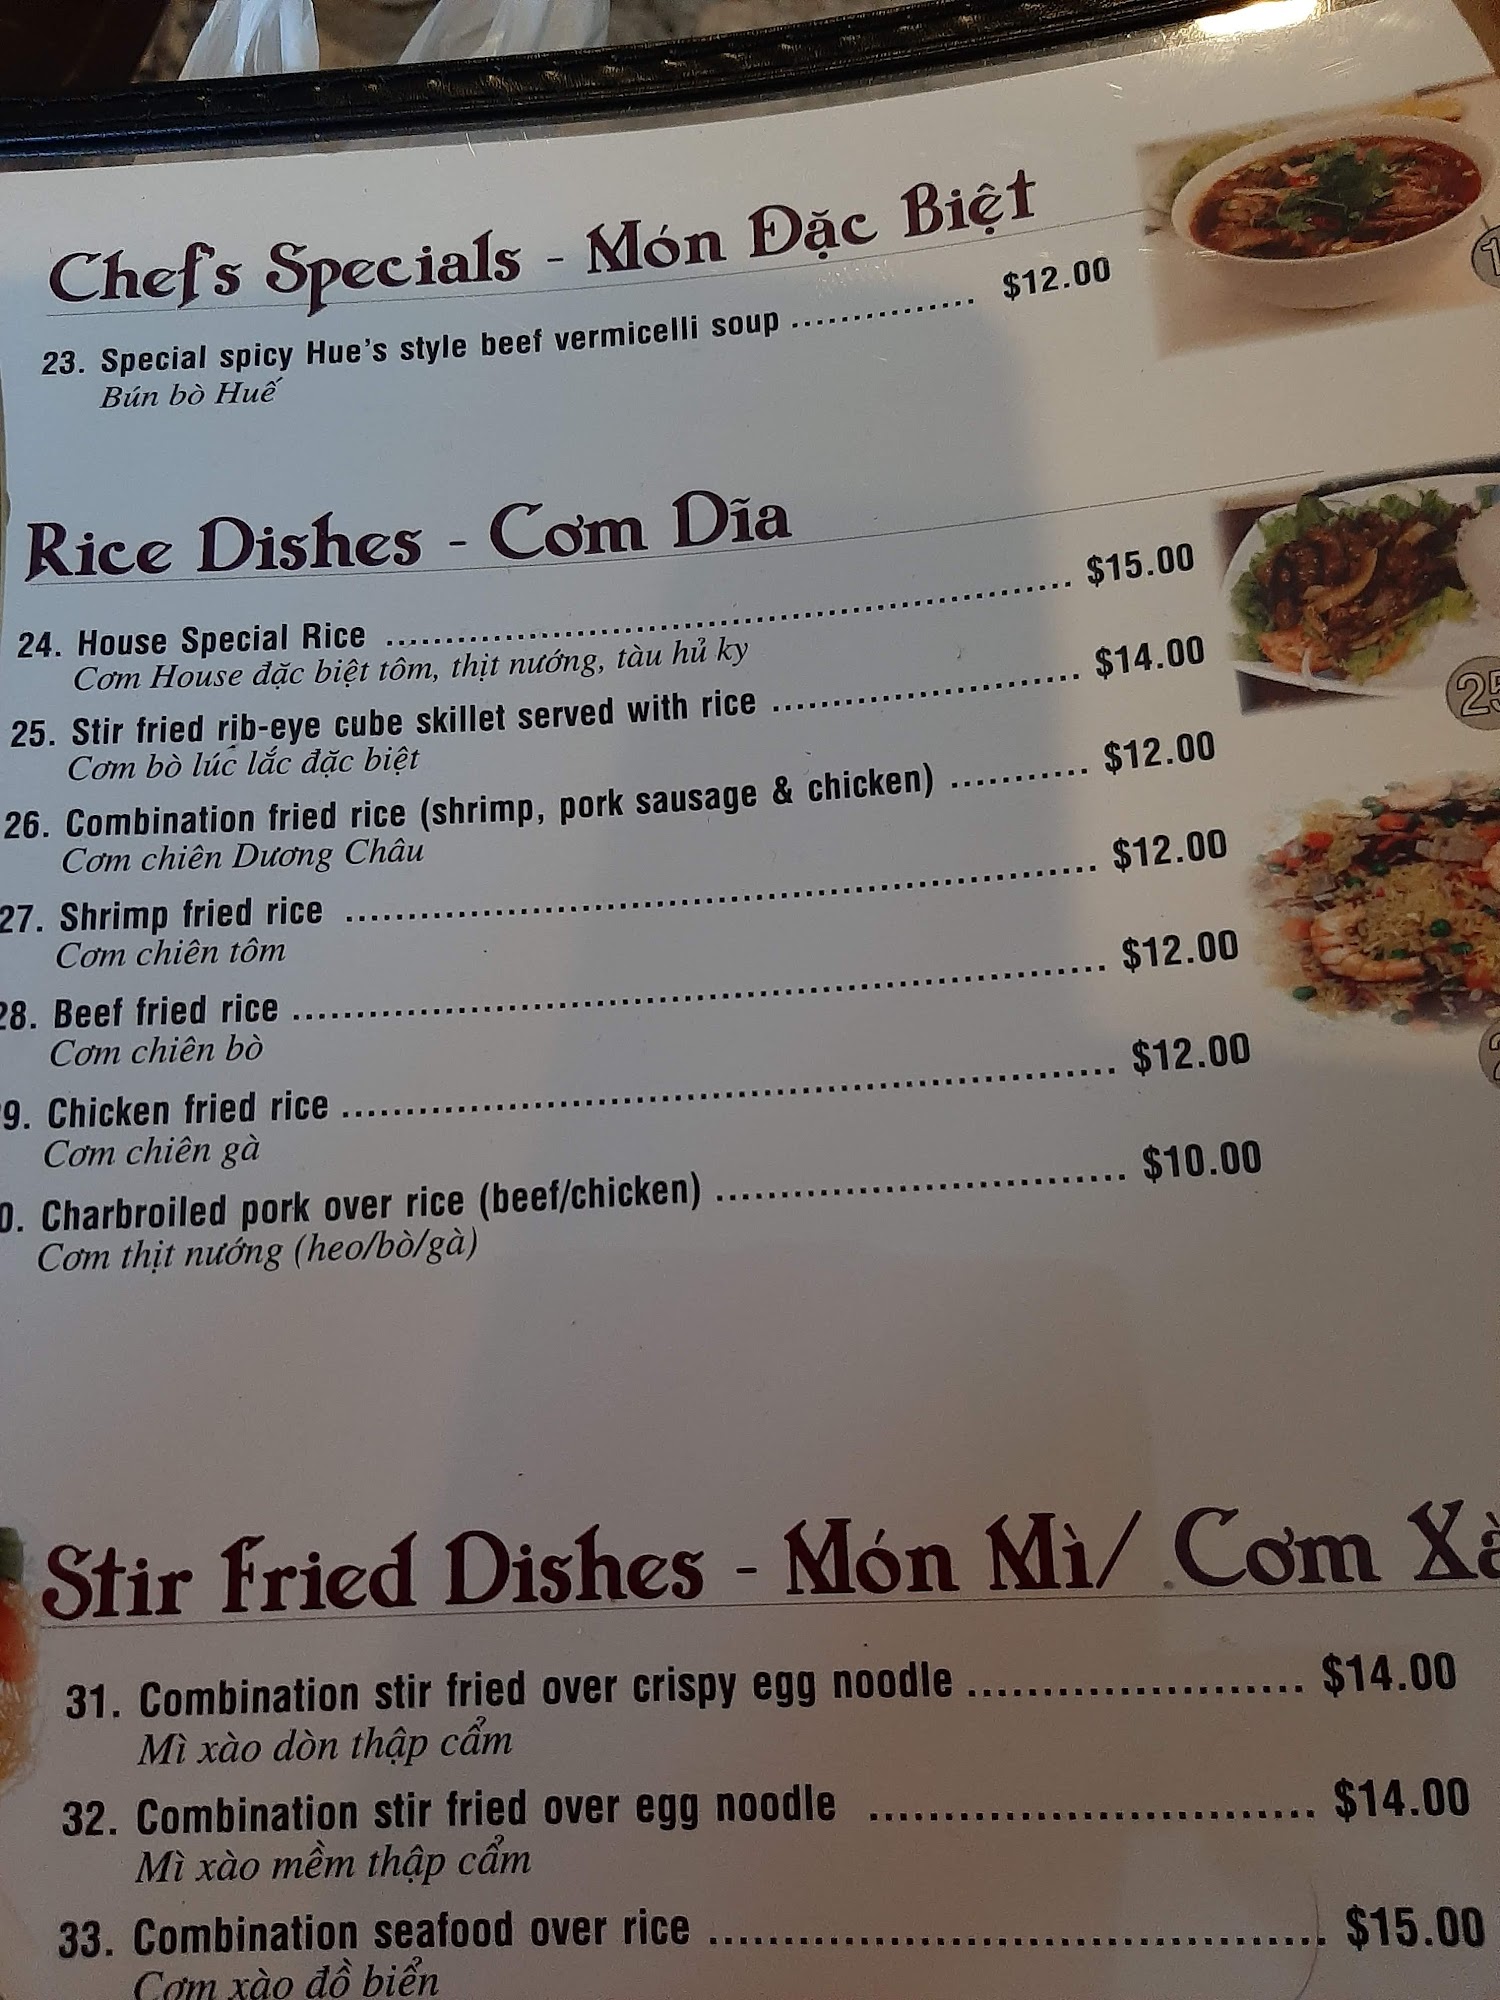 Chef's Specials - Món Đặc Biệt
23. Special spicy Hue's style beef vermicelli soup ............... $12.00
Bún bò Huế
Rice Dishes - Cơm Dĩa
24. House Special Rice ........................................ $15.00
Cơm House đặc biệt tôm, thịt nướng, tàu hủ ky
25. Stir fried rib-eye cube skillet served with rice ......................... $14.00
Cơm bò lúc lắc đặc biệt
25
26. Combination fried rice (shrimp, pork sausage & chicken) ........... $12.00
Cơm chiên Dương Châu
27. Shrimp fried rice ........................................ $12.00
Cơm chiên tôm
28. Beef fried rice ........................................ $12.00
Cơm chiên bò
9. Chicken fried rice ........................................ $12.00
Cơm chiên gà
0. Charbroiled pork over rice (beef/chicken) ................................. $10.00
Cơm thịt nướng (heo/bò/gà)
Stir Fried Dishes - Món Mì/ Cơm Xà
31. Combination stir fried over crispy egg noodle ....................... $14.00
Mì xào dòn thập cẩm
32. Combination stir fried over egg noodle .............................. $14.00
Mì xào mềm thập cẩm
33. Combination seafood over rice ......................................... $15.00
Cơm xào đồ biển